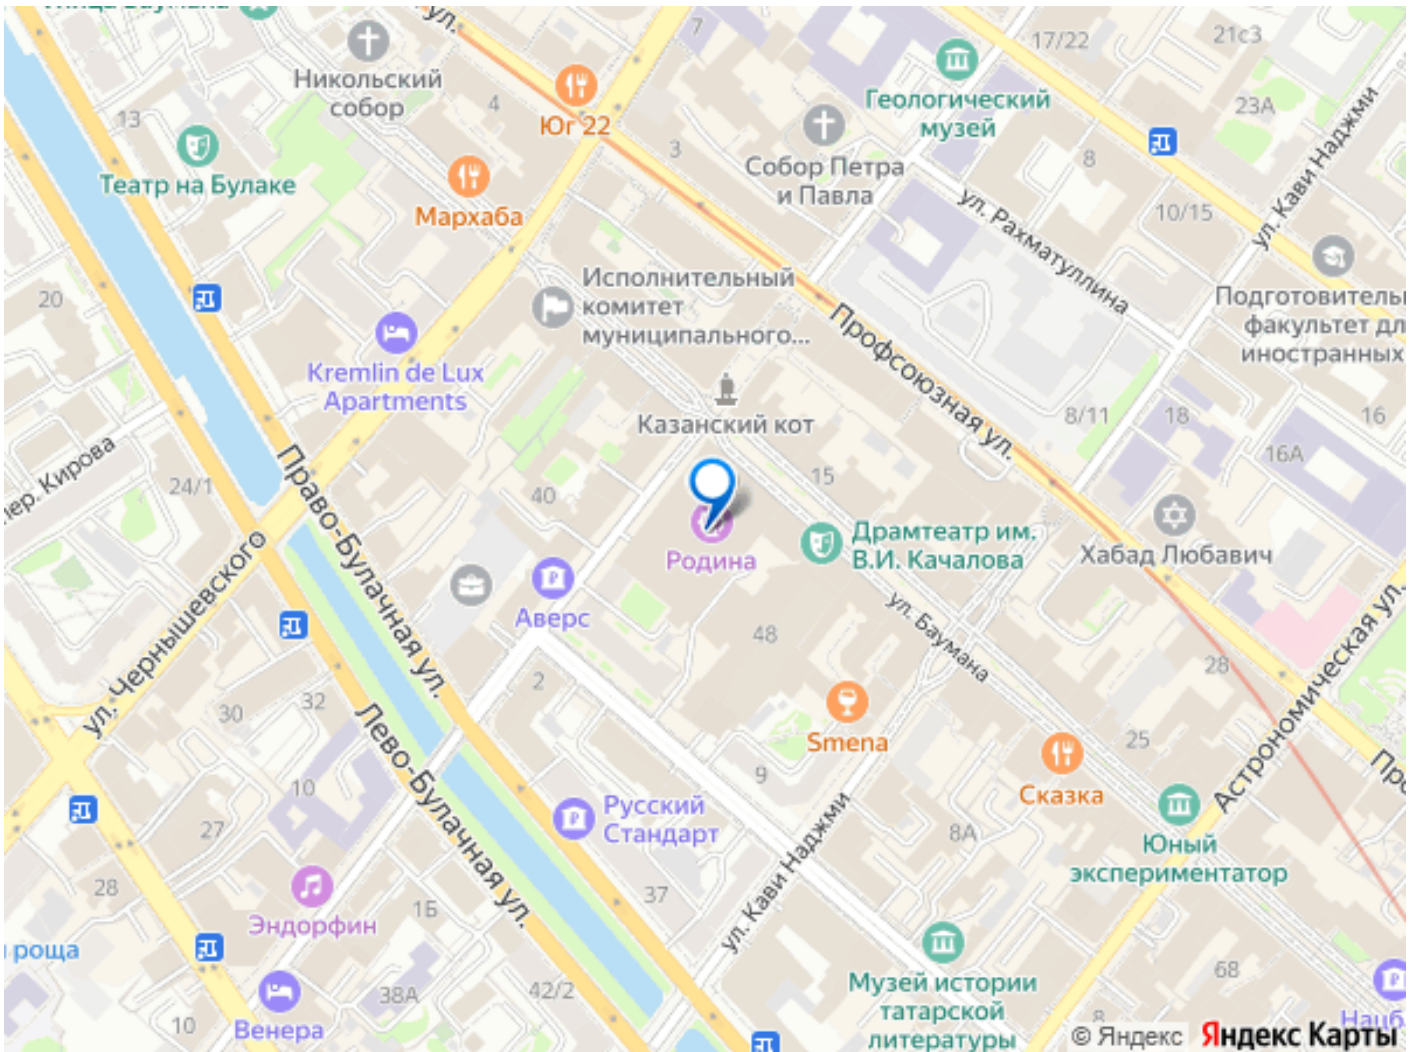 ул.
7
17/22
21с3
Никольский
собор
Геологический
музей
23А
4
Юг 22
13
3
Собор Петра
и Павла
8
ул. Кави Наджми
Театр на Булаке
Мархаба
ул. Рахматуллина
10/15
20
Исполнительный
комитет
муниципального...
Подготовитель
факультет дл
иностранных
Профсоюзная ул.
Kremlin de Lux
Apartments
Казанский кот
8/11
18
16
16А
пер. Кирова
24/1
Право-Булачная ул.
40
15
Драмтеатр им.
В.И. Качалова
Хабад Любавич
Родина
Аверс
ул. Чернышевского
48
ул. Баумана
28
Астрономическая ул.
2
32
30
Лево-Булачная ул.
Smena
25
Сказка
9
10
Русский
Стандарт
27
8А
Юный
экспериментатор
ул. Кави Наджми
28
37
1Б
Эндорфин
роща
Музей истории
татарской
литературы
68
38А
42/2
10
Венера
8
Нацб
© Яндекс Яндекс Карты